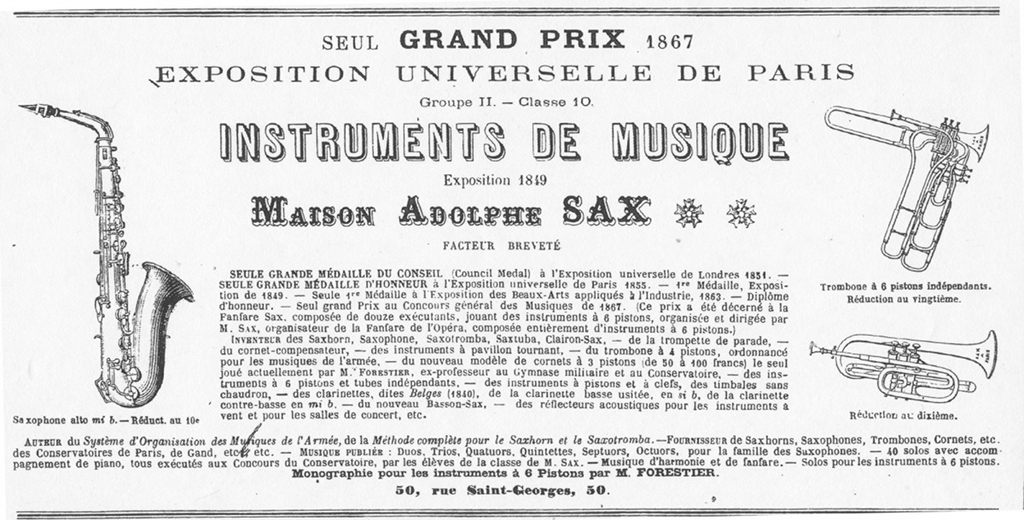 SEUL GRAND PRIX 1867
EXPOSITION UNIVERSELLE DE PARIS
Groupe II. — Classe 10.
INSTRUMENTS DE MUSIQUE
Exposition 1849
MAISON ADOLPHE SAX
FACTEUR BREVETÉ
SEULE GRANDE MÉDAILLE DU CONSEIL (Council Medal) à l'Exposition universelle de Londres 1851. —
SEULE GRANDE MÉDAILLE D'HONNEUR à l'Exposition universelle de Paris 1855. — 1re Médaille, Exposi-
tion de 1849. — Seule 1re Médaille à l'Exposition des Beaux-Arts appliqués à l'Industrie, 1863. — Diplôme
d'honneur. — Seul grand Prix au Concours général des Musiques de 1867. (Ce prix a été décerné à la
Fanfare Sax, composée de douze exécutants, jouant des instruments à 6 pistons, organisée et dirigée par
M. SAX, organisateur de la Fanfare de l'Opéra, composée entièrement d'instruments à 6 pistons.)
INVENTEUR des Saxhorn, Saxophone, Saxotromba, Saxtuba, Clairon-Sax, — de la trompette de parade, —
du cornet-compensateur, — des instruments à pavillon tournant, — du trombone à 4 pistons, ordonnancé
pour les musiques de l'armée, — du nouveau modèle de cornets à 3 pistons (de 50 à 100 francs) le seul
joué actuellement par M. FORESTIER, ex-professeur au Gymnase militaire et au Conservatoire, — des ins-
truments à 6 pistons et tubes indépendants, — des instruments à pistons et à clefs, des timbales sans
chaudron, — des clarinettes, dites Belges (1840), de la clarinette basse usitée, en si b, de la clarinette
contre-basse en mi b. — du nouveau Basson-Sax, — des réflecteurs acoustiques pour les instruments à
vent et pour les salles de concert, etc.
Saxophone alto mi b. — Réduct. au 10e
Trombone à 6 pistons indépendants.
Réduction au vingtième.
Réduction au dixième.
AUTEUR du Système d'Organisation des Musiques de l'Armée, de la Méthode complète pour le Saxhorn et le Saxotromba. — FOURNISSEUR de Saxhorns, Saxophones, Trombones, Cornets, etc.
des Conservatoires de Paris, de Gand, etc. etc. — MUSIQUE PUBLIÉE : Duos, Trios, Quatuors, Quintettes, Septuors, Octuors, pour la famille des Saxophones. — 40 solos avec accom-
pagnement de piano, tous exécutés aux Concours du Conservatoire, par les élèves de la classe de M. SAX. — Musique d'harmonie et de fanfare. — Solos pour les instruments à 6 pistons.
Monographie pour les instruments à 6 Pistons par M. FORESTIER.
50, rue Saint-Georges, 50.